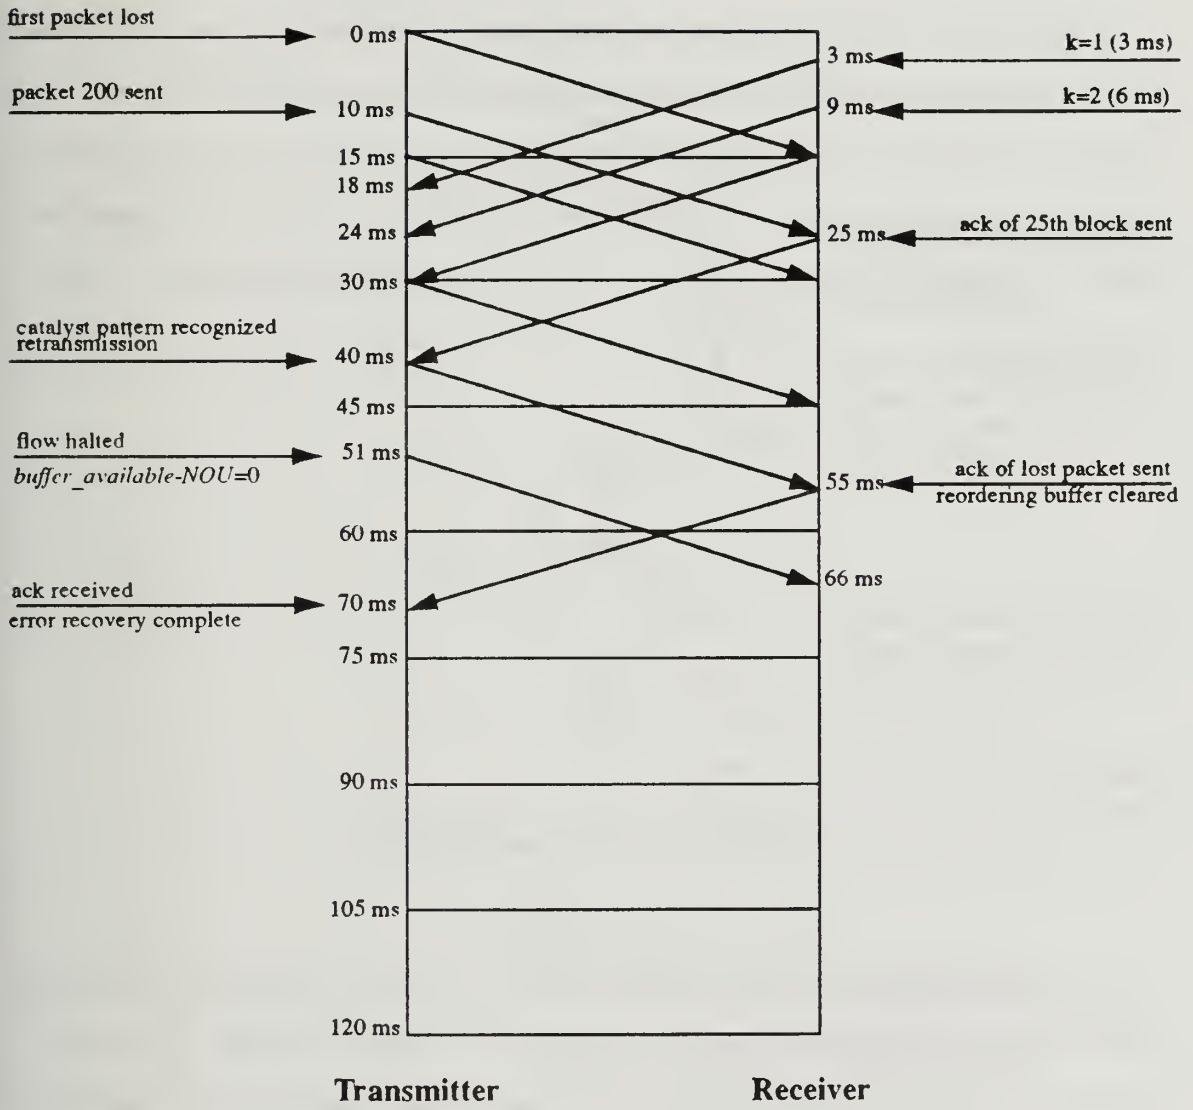 first packet lost
0 ms
3 ms
k=1 (3 ms)
packet 200 sent
10 ms
9 ms
k=2 (6 ms)
15 ms
18 ms
24 ms
25 ms
ack of 25th block sent
30 ms
catalyst pattern recognized
retransmission
40 ms
45 ms
flow halted
51 ms
buffer_available-NOU=0
55 ms
ack of lost packet sent
reordering buffer cleared
60 ms
66 ms
ack received
70 ms
error recovery complete
75 ms
90 ms
105 ms
120 ms
Transmitter
Receiver